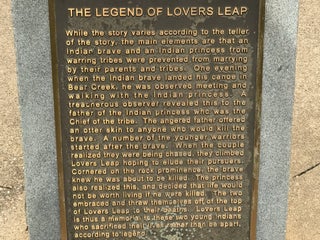 THE LEGEND OF LOVERS LEAP
While the story varies according to the teller
of the story, the main elements are that an
Indian brave and an Indian princess from
warring tribes were prevented from marrying
by their parents and tribes. One evening
when the Indian brave landed his canoe in
Bear Creek, he was observed meeting and
walking with the Indian princess. A
treacherous observer revealed this to the
father of the Indian princess who was the
Chief of the tribe. The angered father offered
an otter skin to anyone who would kill the
brave. A number of the younger warriors
started after the brave. When the couple
realized they were being chased, they climbed
Lovers Leap hoping to elude their pursuers.
Cornered on the rock prominence, the brave
knew he was about to be killed. The princess
also realized this, and decided that life would
not be worth living if he were killed. The two
embraced and threw themselves off of the top
of Lovers Leap to their deaths. Lovers Leap
is thus a memorial to these two young Indians
who sacrificed their lives rather than be apart,
according to legend.